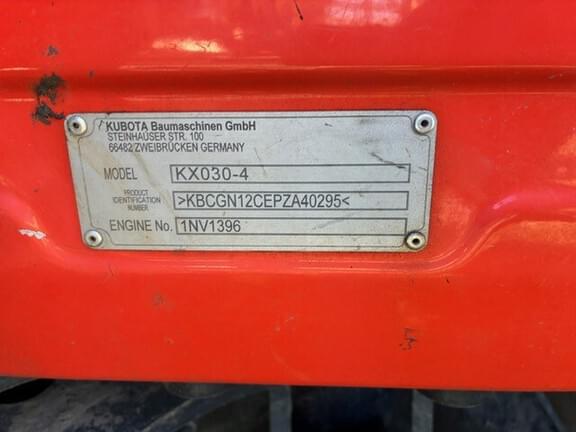 KUBOTA Baumaschinen GmbH
STEINHAUSER STR. 100
66482 ZWEIBRÜCKEN GERMANY
MODEL KX030-4
PRODUCT IDENTIFICATION NUMBER >KBCGN12CEPZA40295<
ENGINE No. 1NV1396